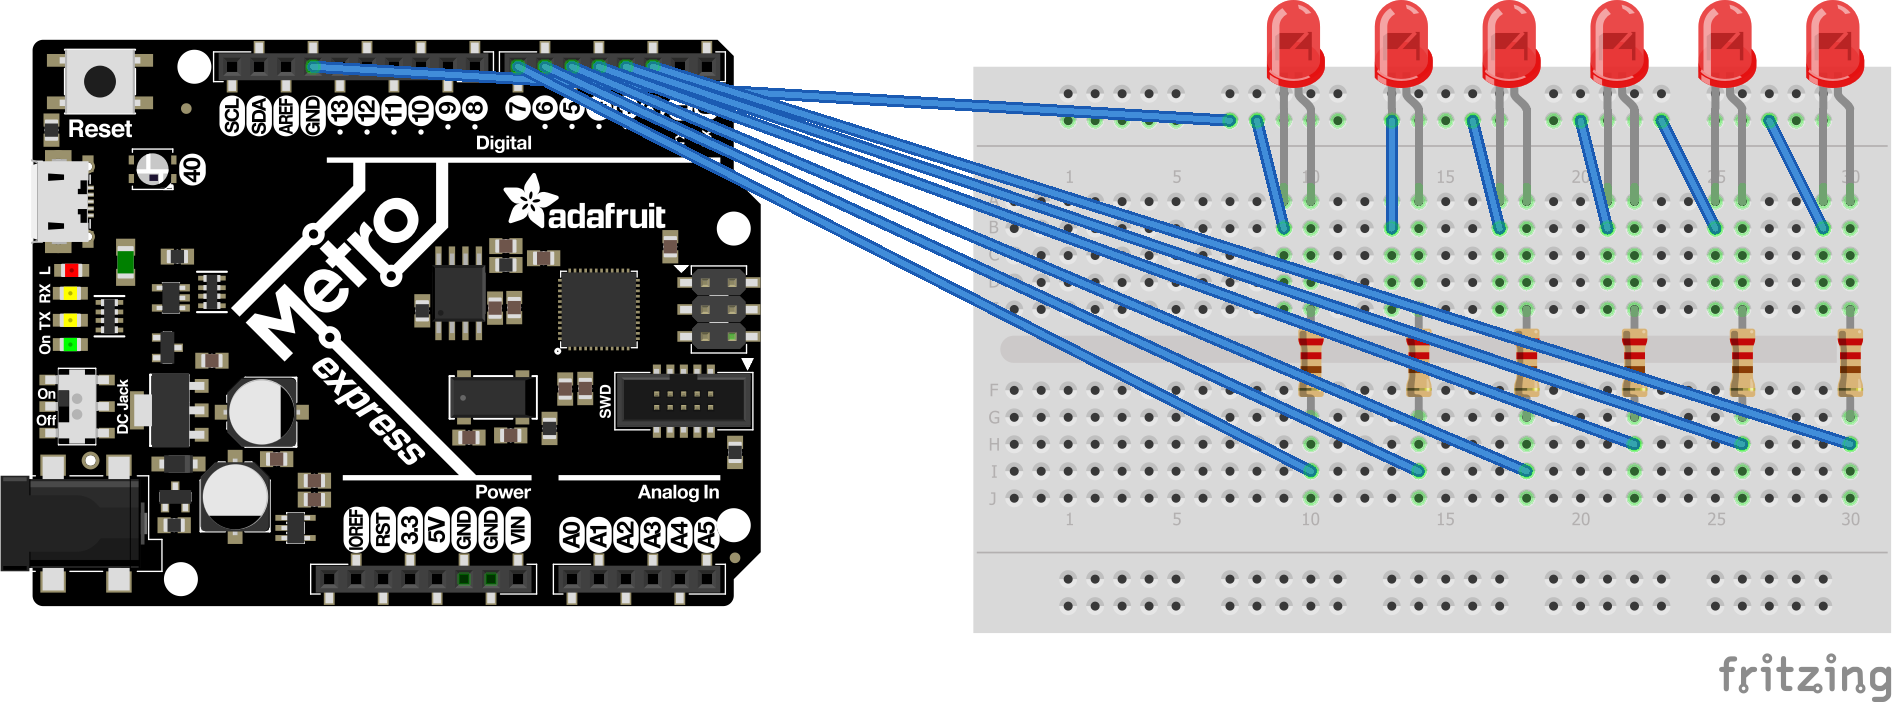 Reset
SCL SDA AREF GND 13 12 11 10 9 8 7 6 5
Digital
40
adafruit
Metro
express
L
RX
TX
On
On
Off
DC Jack
SWD
Power
Analog In
IOREF RST 3.3 5V GND GND VIN A0 A1 A2 A3 A4 A5
1 5 10 15 20 25 30
A
B
C
D
F
G
H
I
J
1 5 10 15 20 25 30
fritzing